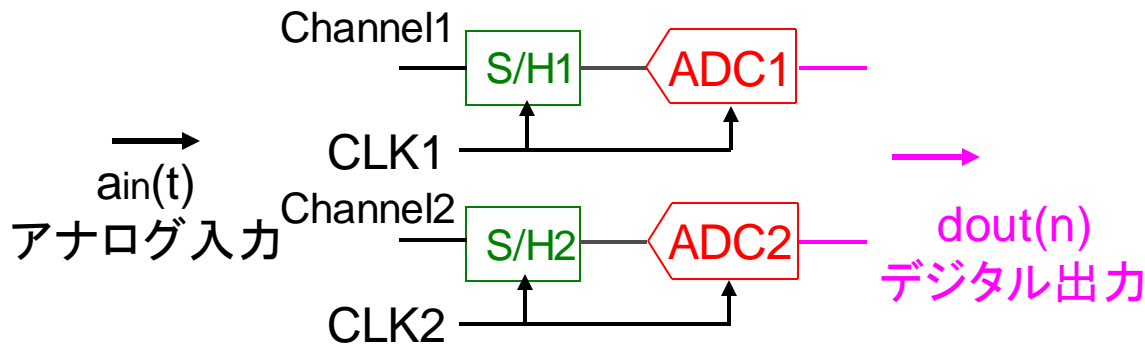 Channel1
S/H1
ADC1
CLK1
ain(t)
アナログ入力
Channel2
S/H2
ADC2
CLK2
dout(n)
デジタル出力